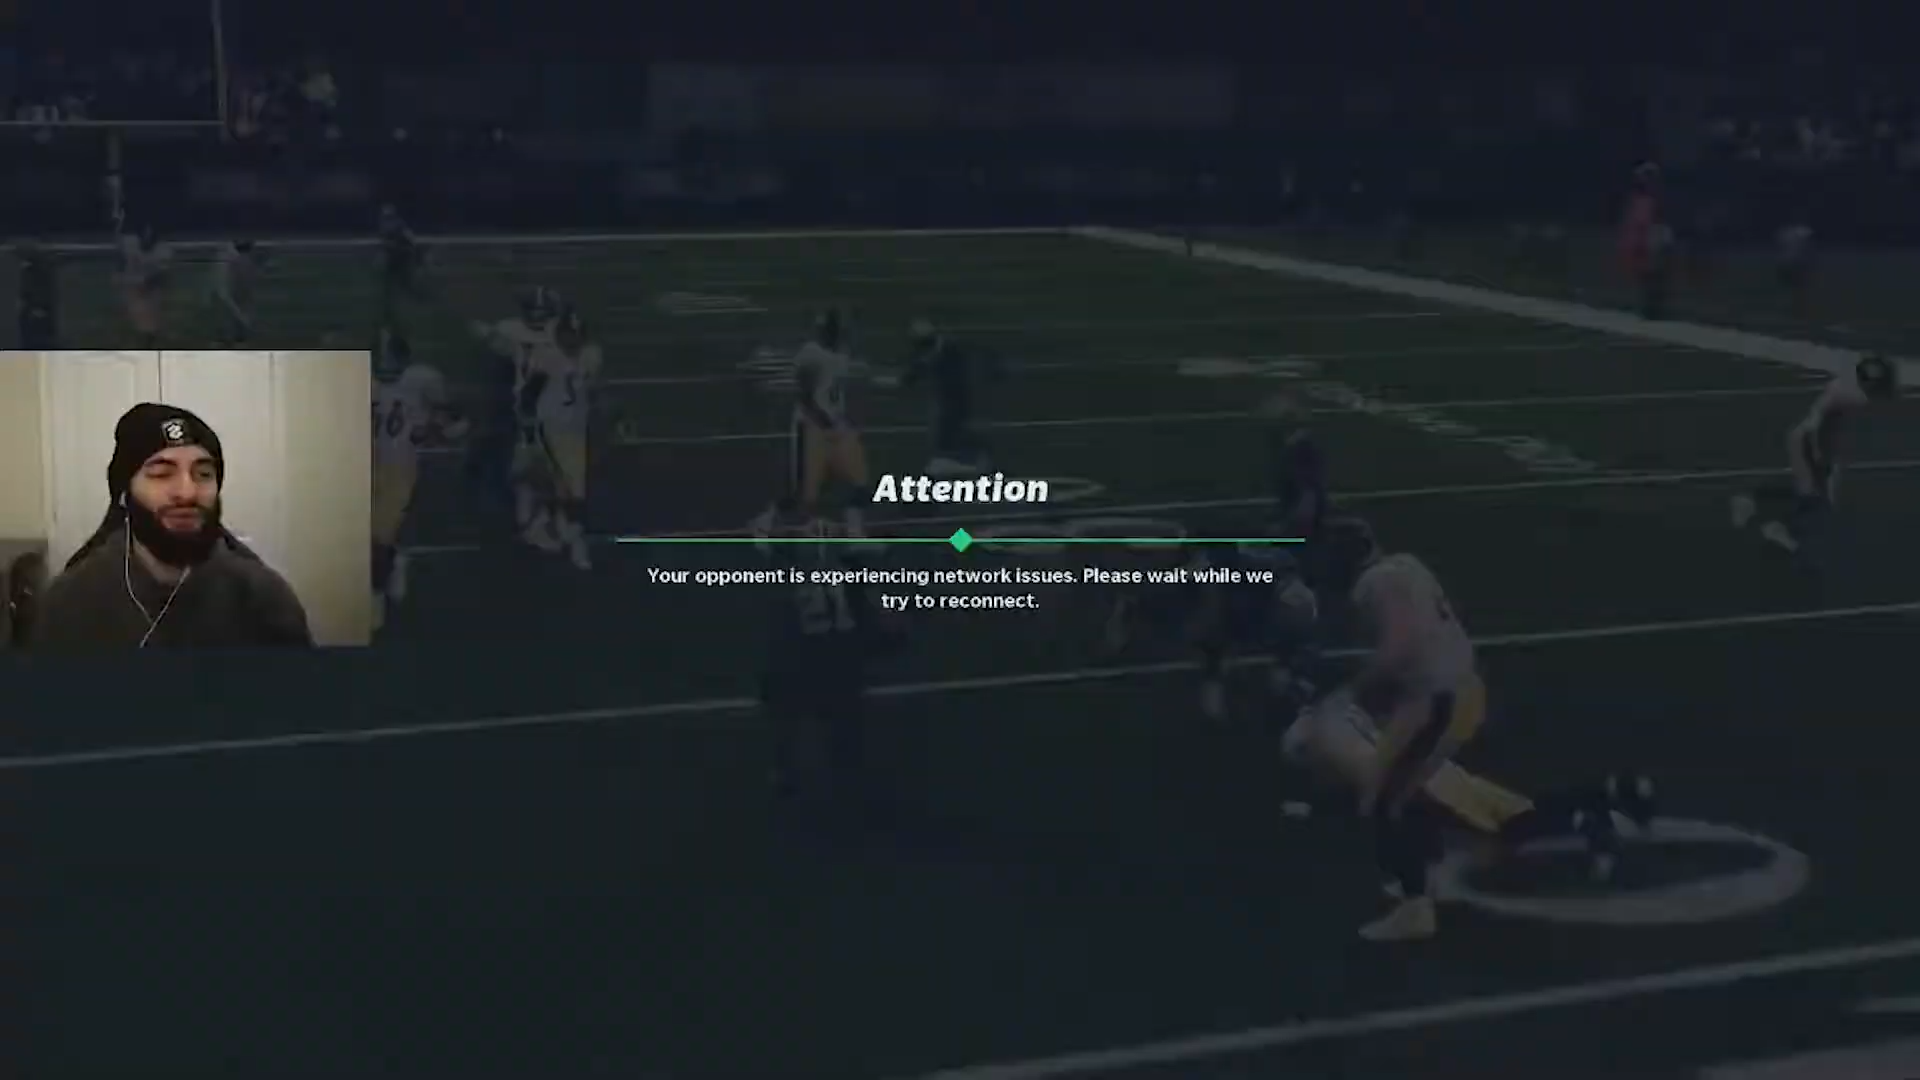 Attention
Your opponent is experiencing network issues. Please wait while we
try to reconnect.